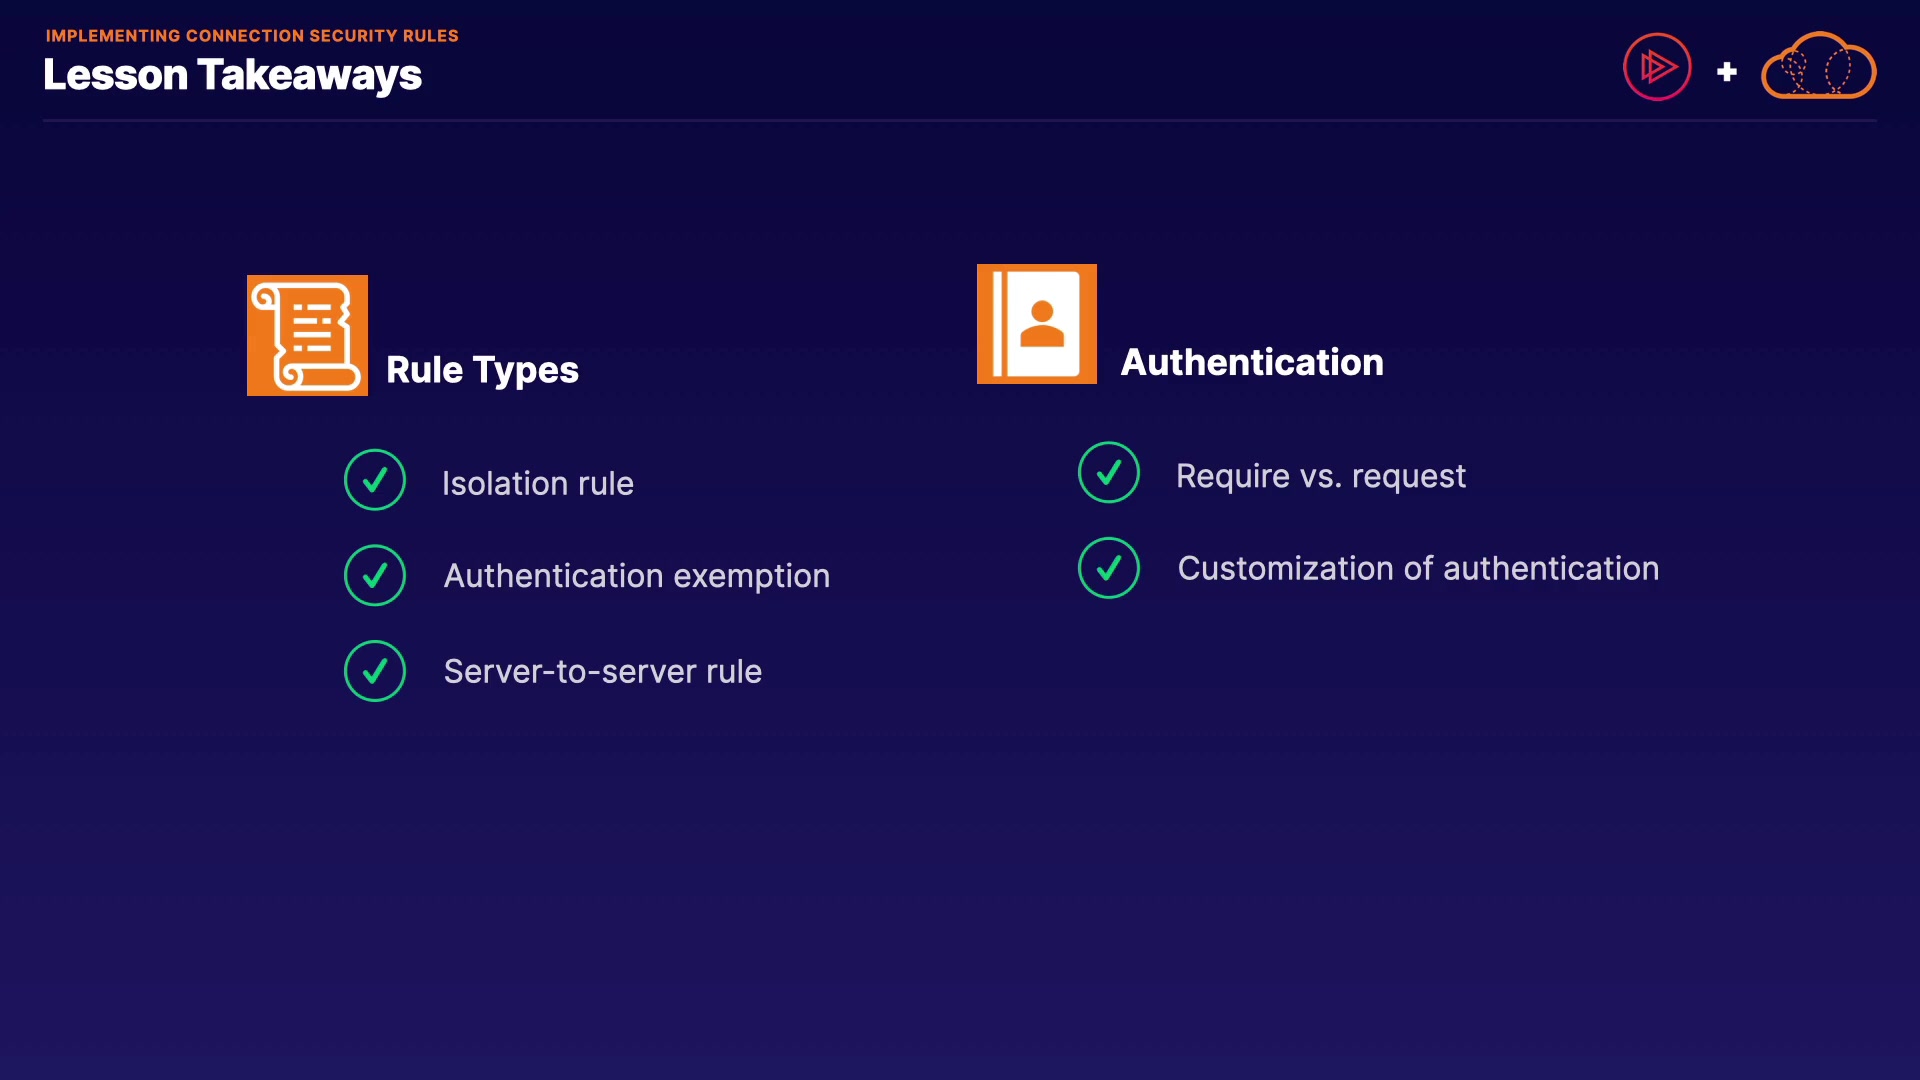 IMPLEMENTING CONNECTION SECURITY RULES
Lesson Takeaways
Rule Types
Isolation rule
Authentication exemption
Server-to-server rule
Authentication
Require vs. request
Customization of authentication